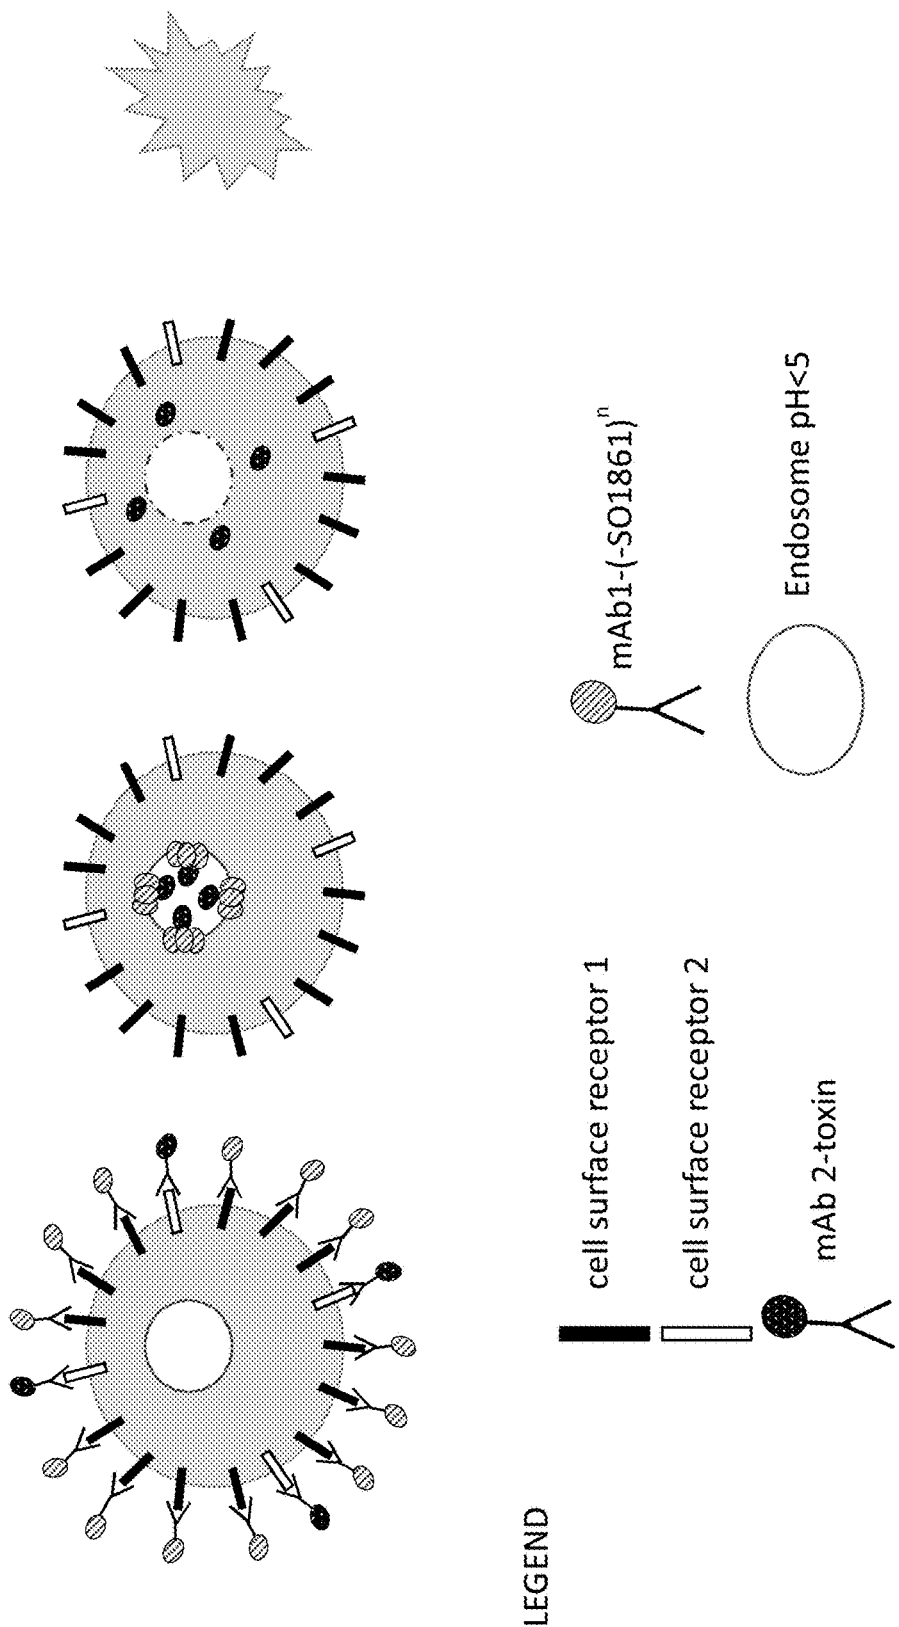 LEGEND
cell surface receptor 1
cell surface receptor 2
mAb 2-toxin
mAb1-(-SO1861)ⁿ
Endosome pH<5